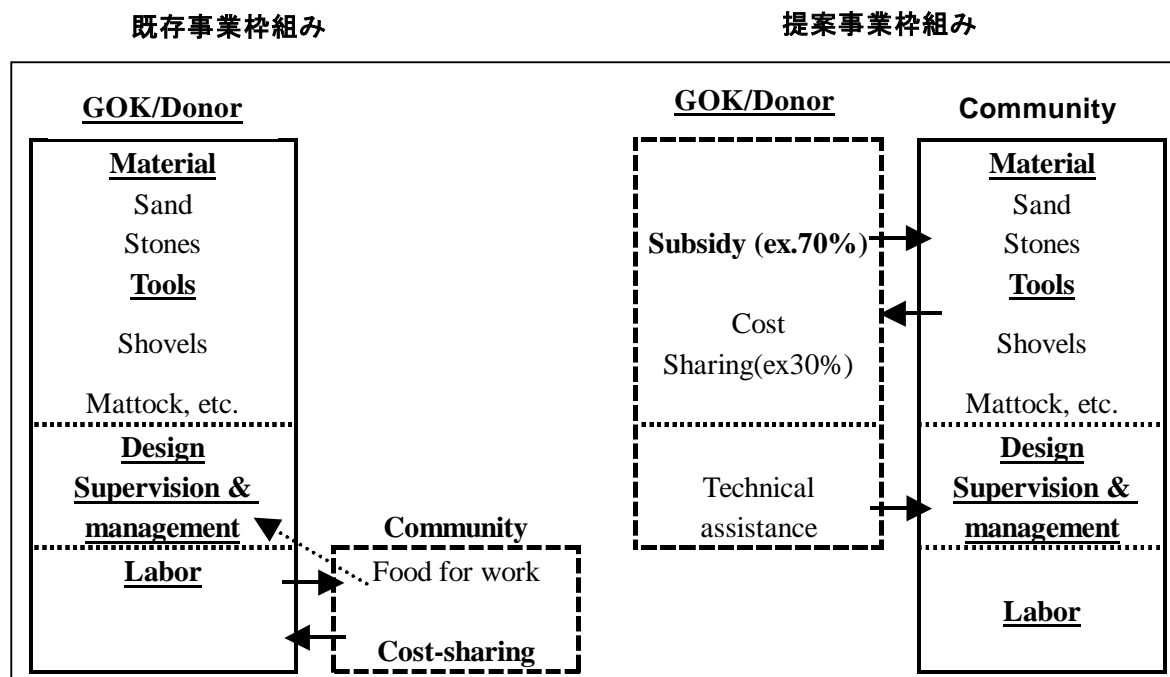 既存事業枠組み
提案事業枠組み
GOK/Donor
Material
Sand
Stones
Tools
Shovels
Mattock, etc.
Design
Supervision &
management
Labor
Community
Food for work
Cost-sharing
GOK/Donor
Subsidy (ex.70%)
Cost
Sharing(ex30%)
Technical
assistance
Community
Material
Sand
Stones
Tools
Shovels
Mattock, etc.
Design
Supervision &
management
Labor